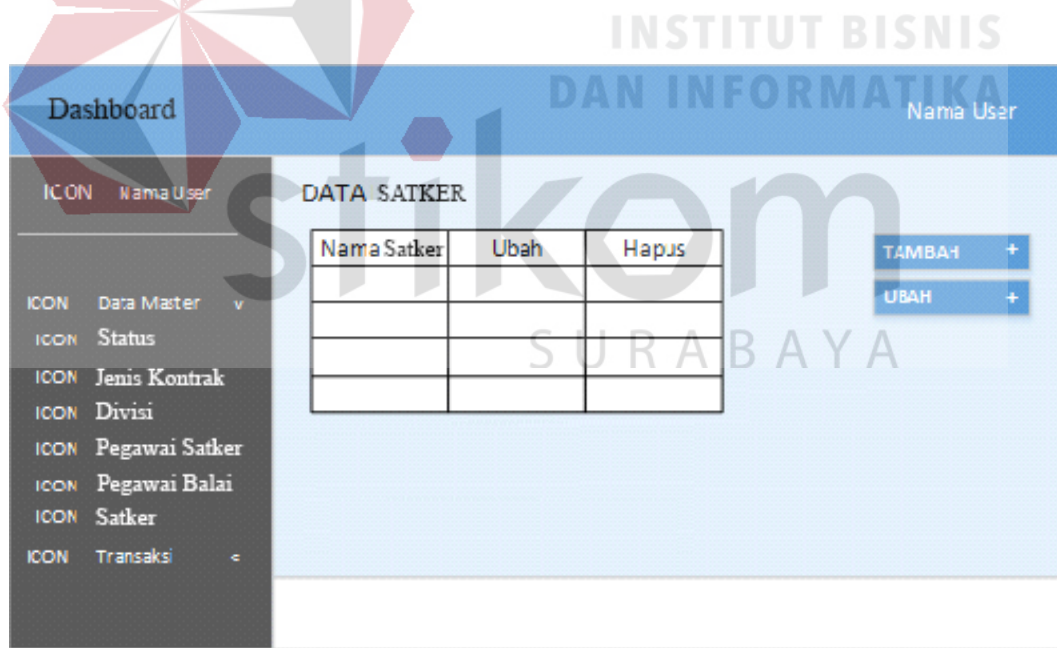 INSTITUT BISNIS
DAN INFORMATIKA
stikom
SURABAYA
Dashboard
Nama User
ICON Nama User
ICON Data Master v
ICON Status
ICON Jenis Kontrak
ICON Divisi
ICON Pegawai Satker
ICON Pegawai Balai
ICON Satker
ICON Transaksi <
DATA SATKER
Nama Satker Ubah Hapus
TAMBAH +
UBAH +